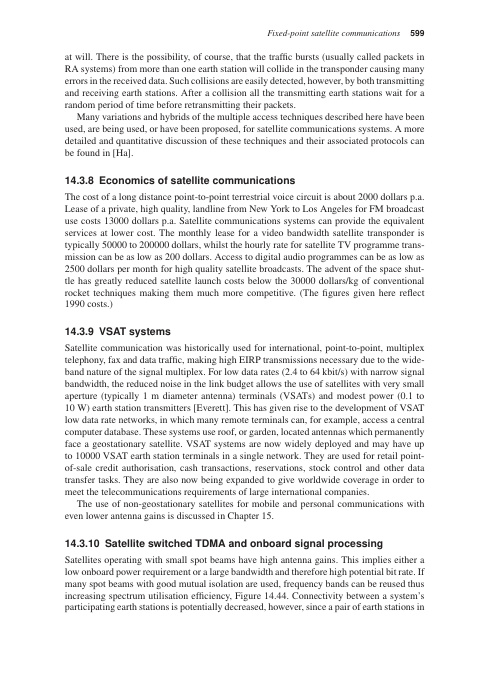 Fixed-point satellite communications 599
at will. There is the possibility, of course, that the traffic bursts (usually called packets in
RA systems) from more than one earth station will collide in the transponder causing many
errors in the received data. Such collisions are easily detected, however, by both transmitting
and receiving earth stations. After a collision all the transmitting earth stations wait for a
random period of time before retransmitting their packets.
Many variations and hybrids of the multiple access techniques described here have been
used, are being used, or have been proposed, for satellite communications systems. A more
detailed and quantitative discussion of these techniques and their associated protocols can
be found in [Ha].
14.3.8 Economics of satellite communications
The cost of a long distance point-to-point terrestrial voice circuit is about 2000 dollars p.a.
Lease of a private, high quality, landline from New York to Los Angeles for FM broadcast
use costs 13000 dollars p.a. Satellite communications systems can provide the equivalent
services at lower cost. The monthly lease for a video bandwidth satellite transponder is
typically 50000 to 200000 dollars, whilst the hourly rate for satellite TV programme trans-
mission can be as low as 200 dollars. Access to digital audio programmes can be as low as
2500 dollars per month for high quality satellite broadcasts. The advent of the space shut-
tle has greatly reduced satellite launch costs below the 30000 dollars/kg of conventional
rocket techniques making them much more competitive. (The figures given here reflect
1990 costs.)
14.3.9 VSAT systems
Satellite communication was historically used for international, point-to-point, multiplex
telephony, fax and data traffic, making high EIRP transmissions necessary due to the wide-
band nature of the signal multiplex. For low data rates (2.4 to 64 kbit/s) with narrow signal
bandwidth, the reduced noise in the link budget allows the use of satellites with very small
aperture (typically 1 m diameter antenna) terminals (VSATs) and modest power (0.1 to
10 W) earth station transmitters [Everett]. This has given rise to the development of VSAT
low data rate networks, in which many remote terminals can, for example, access a central
computer database. These systems use roof, or garden, located antennas which permanently
face a geostationary satellite. VSAT systems are now widely deployed and may have up
to 10000 VSAT earth station terminals in a single network. They are used for retail point-
of-sale credit authorisation, cash transactions, reservations, stock control and other data
transfer tasks. They are also now being expanded to give worldwide coverage in order to
meet the telecommunications requirements of large international companies.
The use of non-geostationary satellites for mobile and personal communications with
even lower antenna gains is discussed in Chapter 15.
14.3.10 Satellite switched TDMA and onboard signal processing
Satellites operating with small spot beams have high antenna gains. This implies either a
low onboard power requirement or a large bandwidth and therefore high potential bit rate. If
many spot beams with good mutual isolation are used, frequency bands can be reused thus
increasing spectrum utilisation efficiency, Figure 14.44. Connectivity between a system's
participating earth stations is potentially decreased, however, since a pair of earth stations in